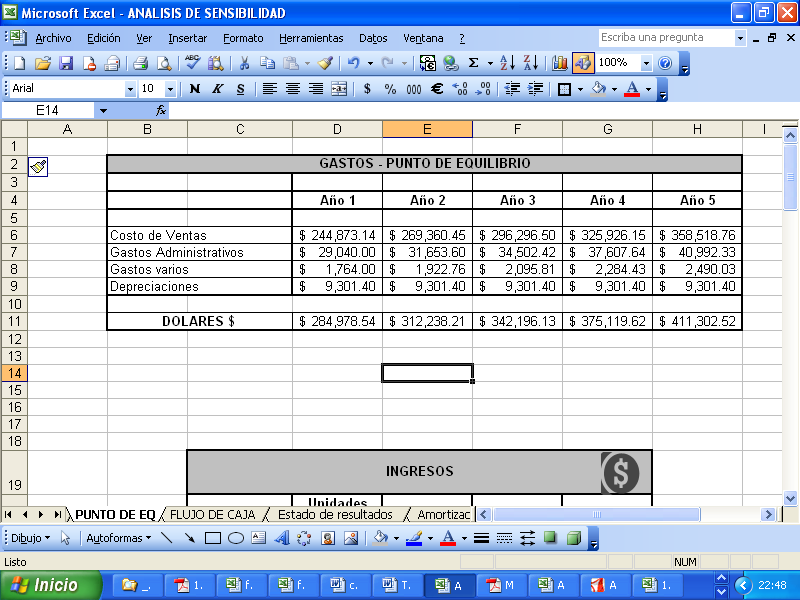 Microsoft Excel - ANALISIS DE SENSIBILIDAD
Archivo Edición Ver Insertar Formato Herramientas Datos Ventana ? Escriba una pregunta
100%
Arial 10 N K S $ % 000 €
E14 fx
A B C D E F G H I
1
2 GASTOS - PUNTO DE EQUILIBRIO
3
4 Año 1 Año 2 Año 3 Año 4 Año 5
5
6 Costo de Ventas $ 244,873.14 $ 269,360.45 $ 296,296.50 $ 325,926.15 $ 358,518.76
7 Gastos Administrativos $ 29,040.00 $ 31,653.60 $ 34,502.42 $ 37,607.64 $ 40,992.33
8 Gastos varios $ 1,764.00 $ 1,922.76 $ 2,095.81 $ 2,284.43 $ 2,490.03
9 Depreciaciones $ 9,301.40 $ 9,301.40 $ 9,301.40 $ 9,301.40 $ 9,301.40
10
11 DOLARES $ $ 284,978.54 $ 312,238.21 $ 342,196.13 $ 375,119.62 $ 411,302.52
12
13
14
15
16
17
18
19 INGRESOS $
Unidades
PUNTO DE EQ FLUJO DE CAJA Estado de resultados Amortizac
Dibujo Autoformas
Listo NUM
Inicio _. 1. f. f. c. T. A M A A 1. 22:48